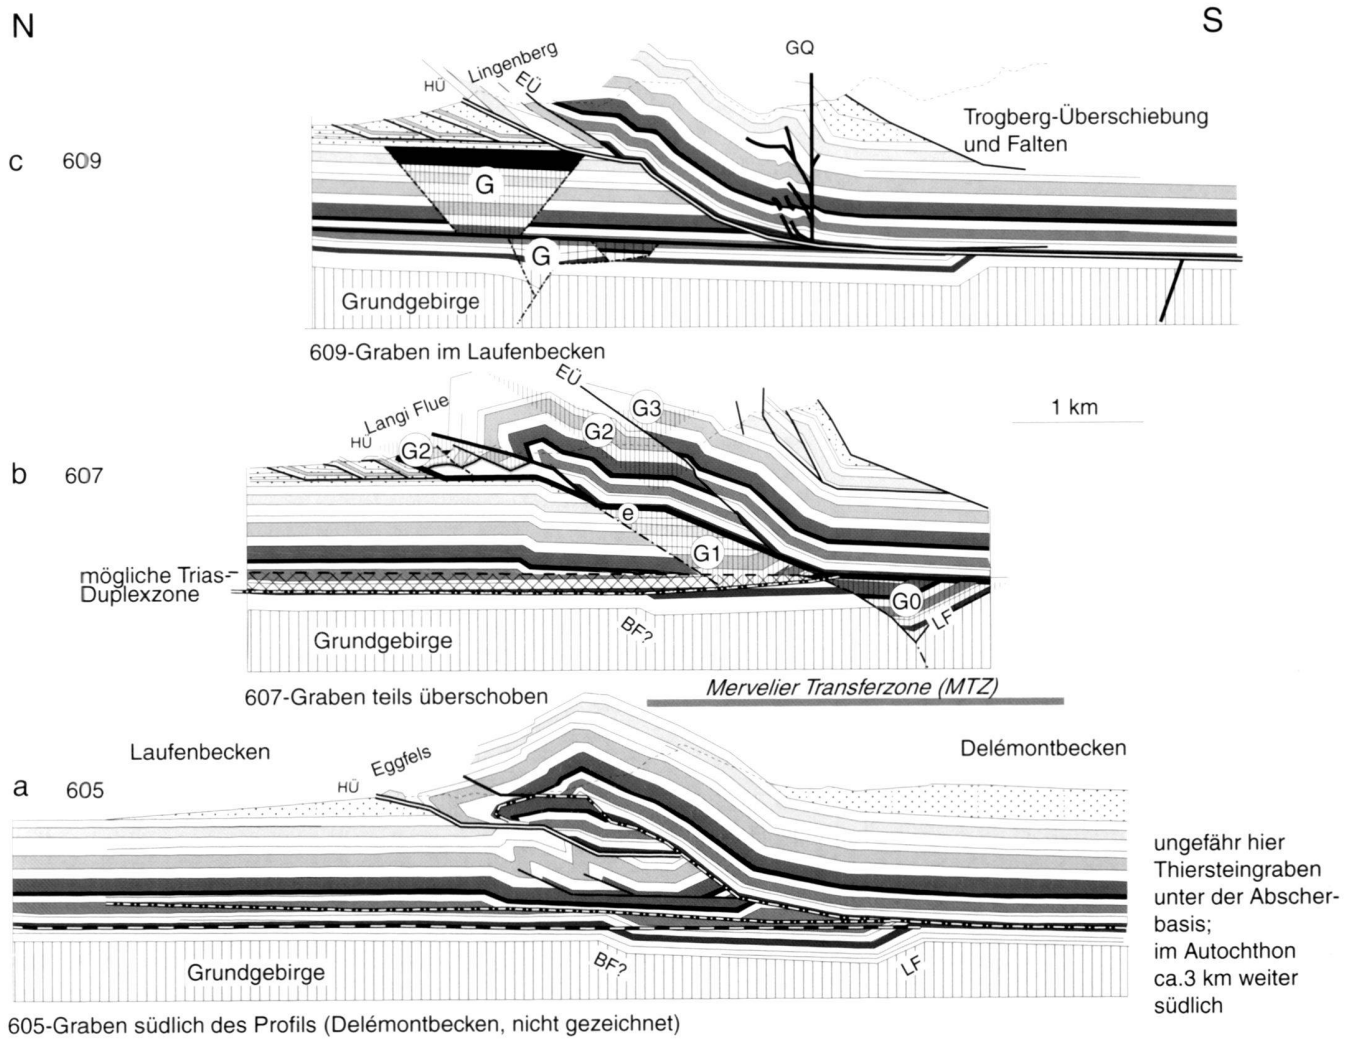 N
S
GQ
HÜ
Lingenberg
EÜ
Trogberg-Überschiebung
und Falten
c
609
G
G
Grundgebirge
609-Graben im Laufenbecken
EÜ
1 km
G3
Langi Flue
G2
HÜ
G2
b
607
e
G1
mögliche Trias-
Duplexzone
G0
LF
BF?
Grundgebirge
607-Graben teils überschoben
Mervelier Transferzone (MTZ)
Laufenbecken
Delémontbecken
Eggfels
a
605
HÜ
ungefähr hier
Thiersteingraben
unter der Abscher-
basis;
im Autochthon
ca.3 km weiter
südlich
BF?
LF
Grundgebirge
605-Graben südlich des Profils (Delémontbecken, nicht gezeichnet)